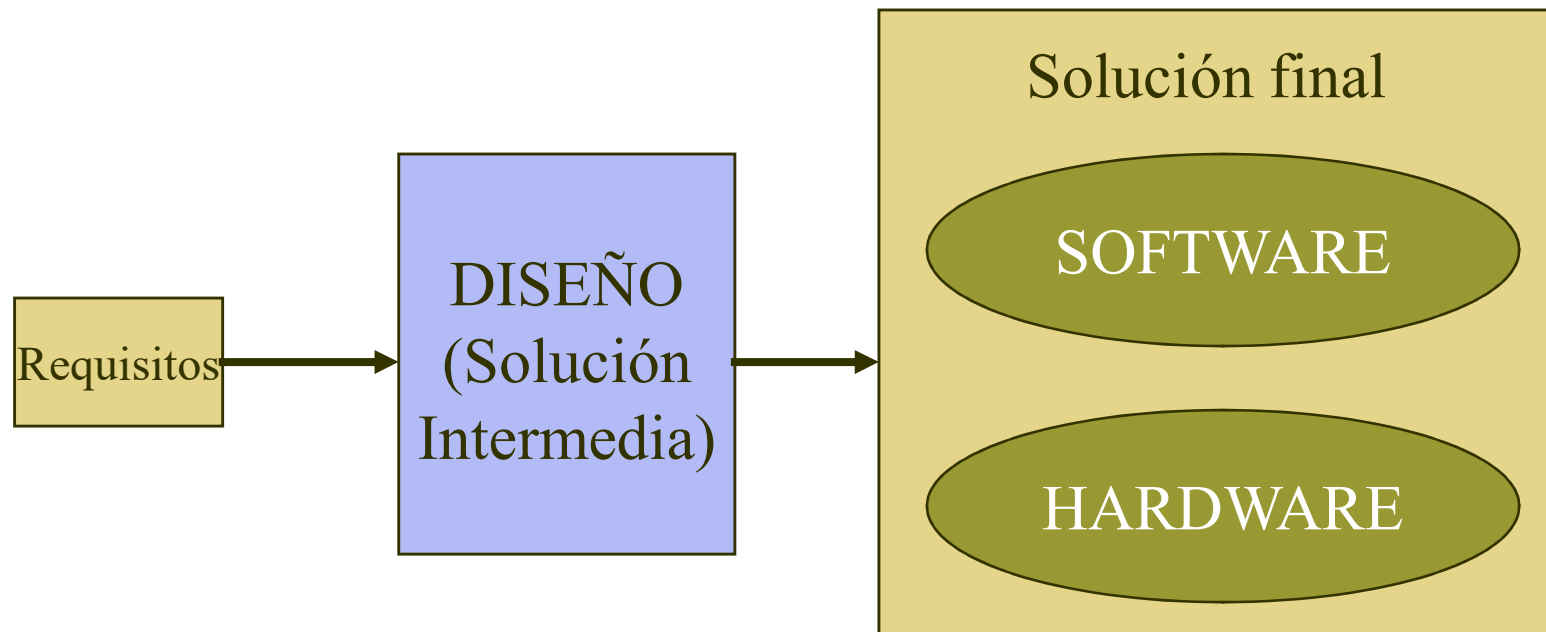 Requisitos
DISEÑO
(Solución
Intermedia)
Solución final
SOFTWARE
HARDWARE